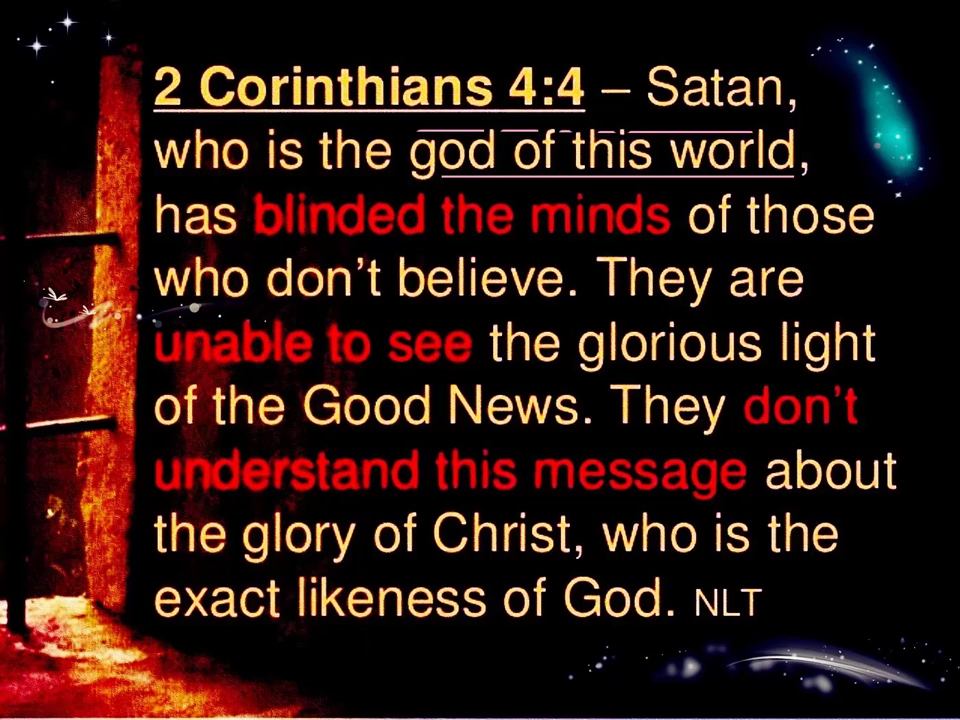 2 Corinthians 4:4 – Satan,
who is the god of this world,
has blinded the minds of those
who don’t believe. They are
unable to see the glorious light
of the Good News. They don’t
understand this message about
the glory of Christ, who is the
exact likeness of God. NLT